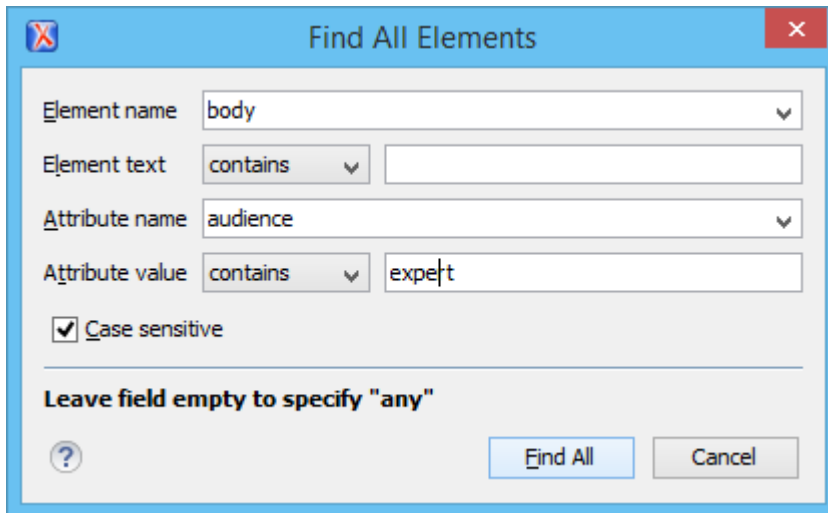 Find All Elements
Element name body
Element text contains
Attribute name audience
Attribute value contains expert
Case sensitive
Leave field empty to specify "any"
? Find All Cancel